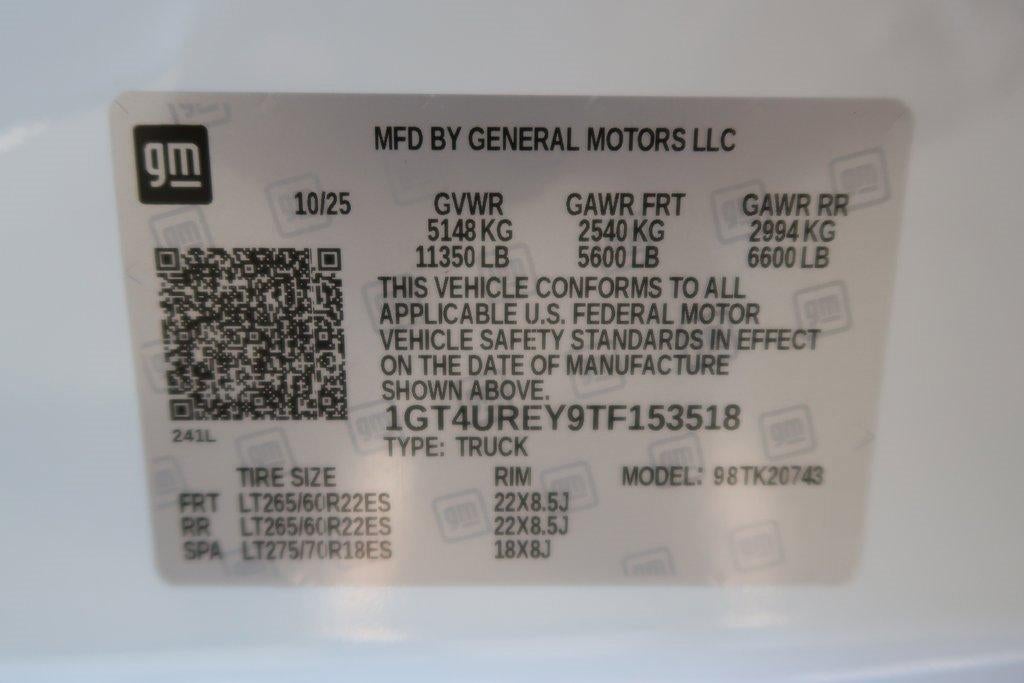 gm
MFD BY GENERAL MOTORS LLC
10/25 GVWR GAWR FRT GAWR RR
5148 KG 2540 KG 2994 KG
11350 LB 5600 LB 6600 LB
THIS VEHICLE CONFORMS TO ALL
APPLICABLE U.S. FEDERAL MOTOR
VEHICLE SAFETY STANDARDS IN EFFECT
ON THE DATE OF MANUFACTURE
SHOWN ABOVE.
1GT4UREY9TF153518
241L
TYPE: TRUCK
TIRE SIZE RIM MODEL: 98TK20743
FRT LT265/60R22ES 22X8.5J
RR LT265/60R22ES 22X8.5J
SPA LT275/70R18ES 18X8J